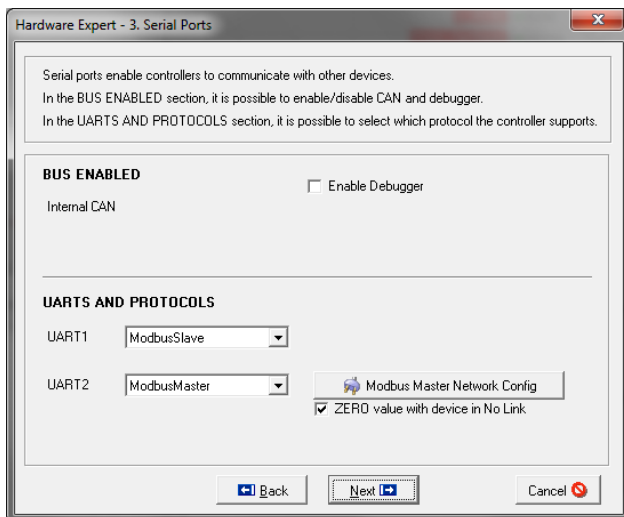 Hardware Expert - 3. Serial Ports
Serial ports enable controllers to communicate with other devices.
In the BUS ENABLED section, it is possible to enable/disable CAN and debugger.
In the UARTS AND PROTOCOLS section, it is possible to select which protocol the controller supports.
BUS ENABLED
Enable Debugger
Internal CAN
UARTS AND PROTOCOLS
UART1 ModbusSlave
UART2 ModbusMaster Modbus Master Network Config
ZERO value with device in No Link
Back Next Cancel